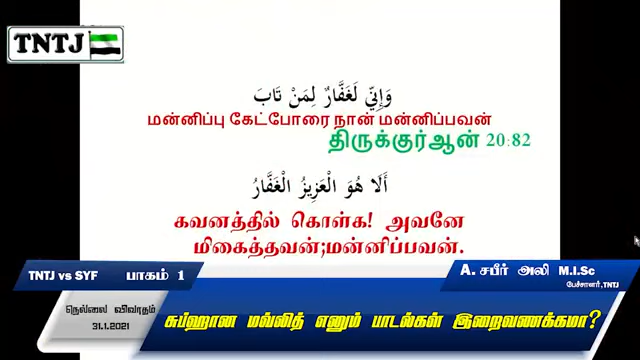 TNTJ
وَإِنِّي لَغَفَّارٌ لِمَنْ تَابَ
மன்னிப்பு கேட்போரை நான் மன்னிப்பவன்
திருக்குர்ஆன் 20:82
أَلَا هُوَ الْعَزِيزُ الْغَفَّارُ
கவனத்தில் கொள்க! அவனே
மிகைத்தவன்;மன்னிப்பவன்.
TNTJ vs SYF பாகம் 1
A. சபீர் அலி M.I.Sc
பேச்சாளர்,TNTJ
நெல்லை விவாதம்
31.1.2021
சுப்ஹான மவ்லித் எனும் பாடல்கள் இறைவணக்கமா?